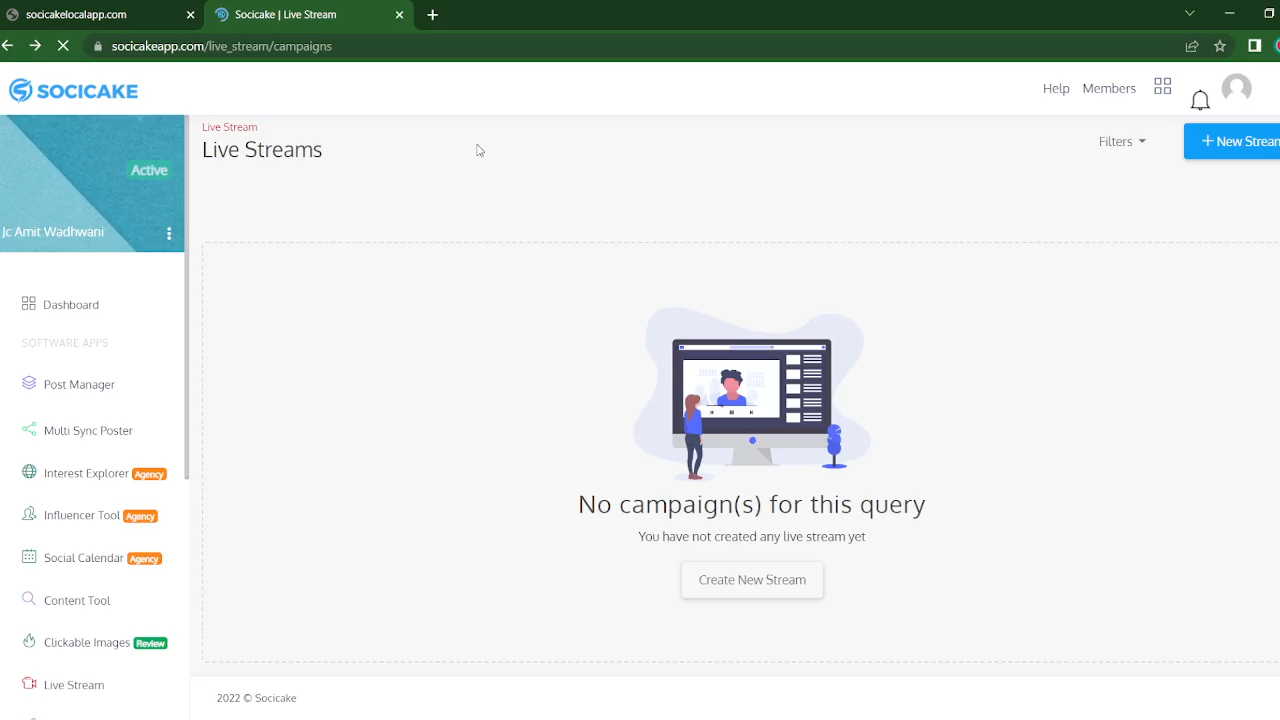 socicakelocalapp.com
Socicake | Live Stream
socicakeapp.com/live_stream/campaigns
SOCICAKE
Help
Members
Active
Jc Amit Wadhwani
Live Stream
Live Streams
Filters
+ New Stream
Dashboard
SOFTWARE APPS
Post Manager
Multi Sync Poster
Interest Explorer Agency
Influencer Tool Agency
Social Calendar Agency
Content Tool
Clickable Images Review
Live Stream
No campaign(s) for this query
You have not created any live stream yet
Create New Stream
2022 © Socicake